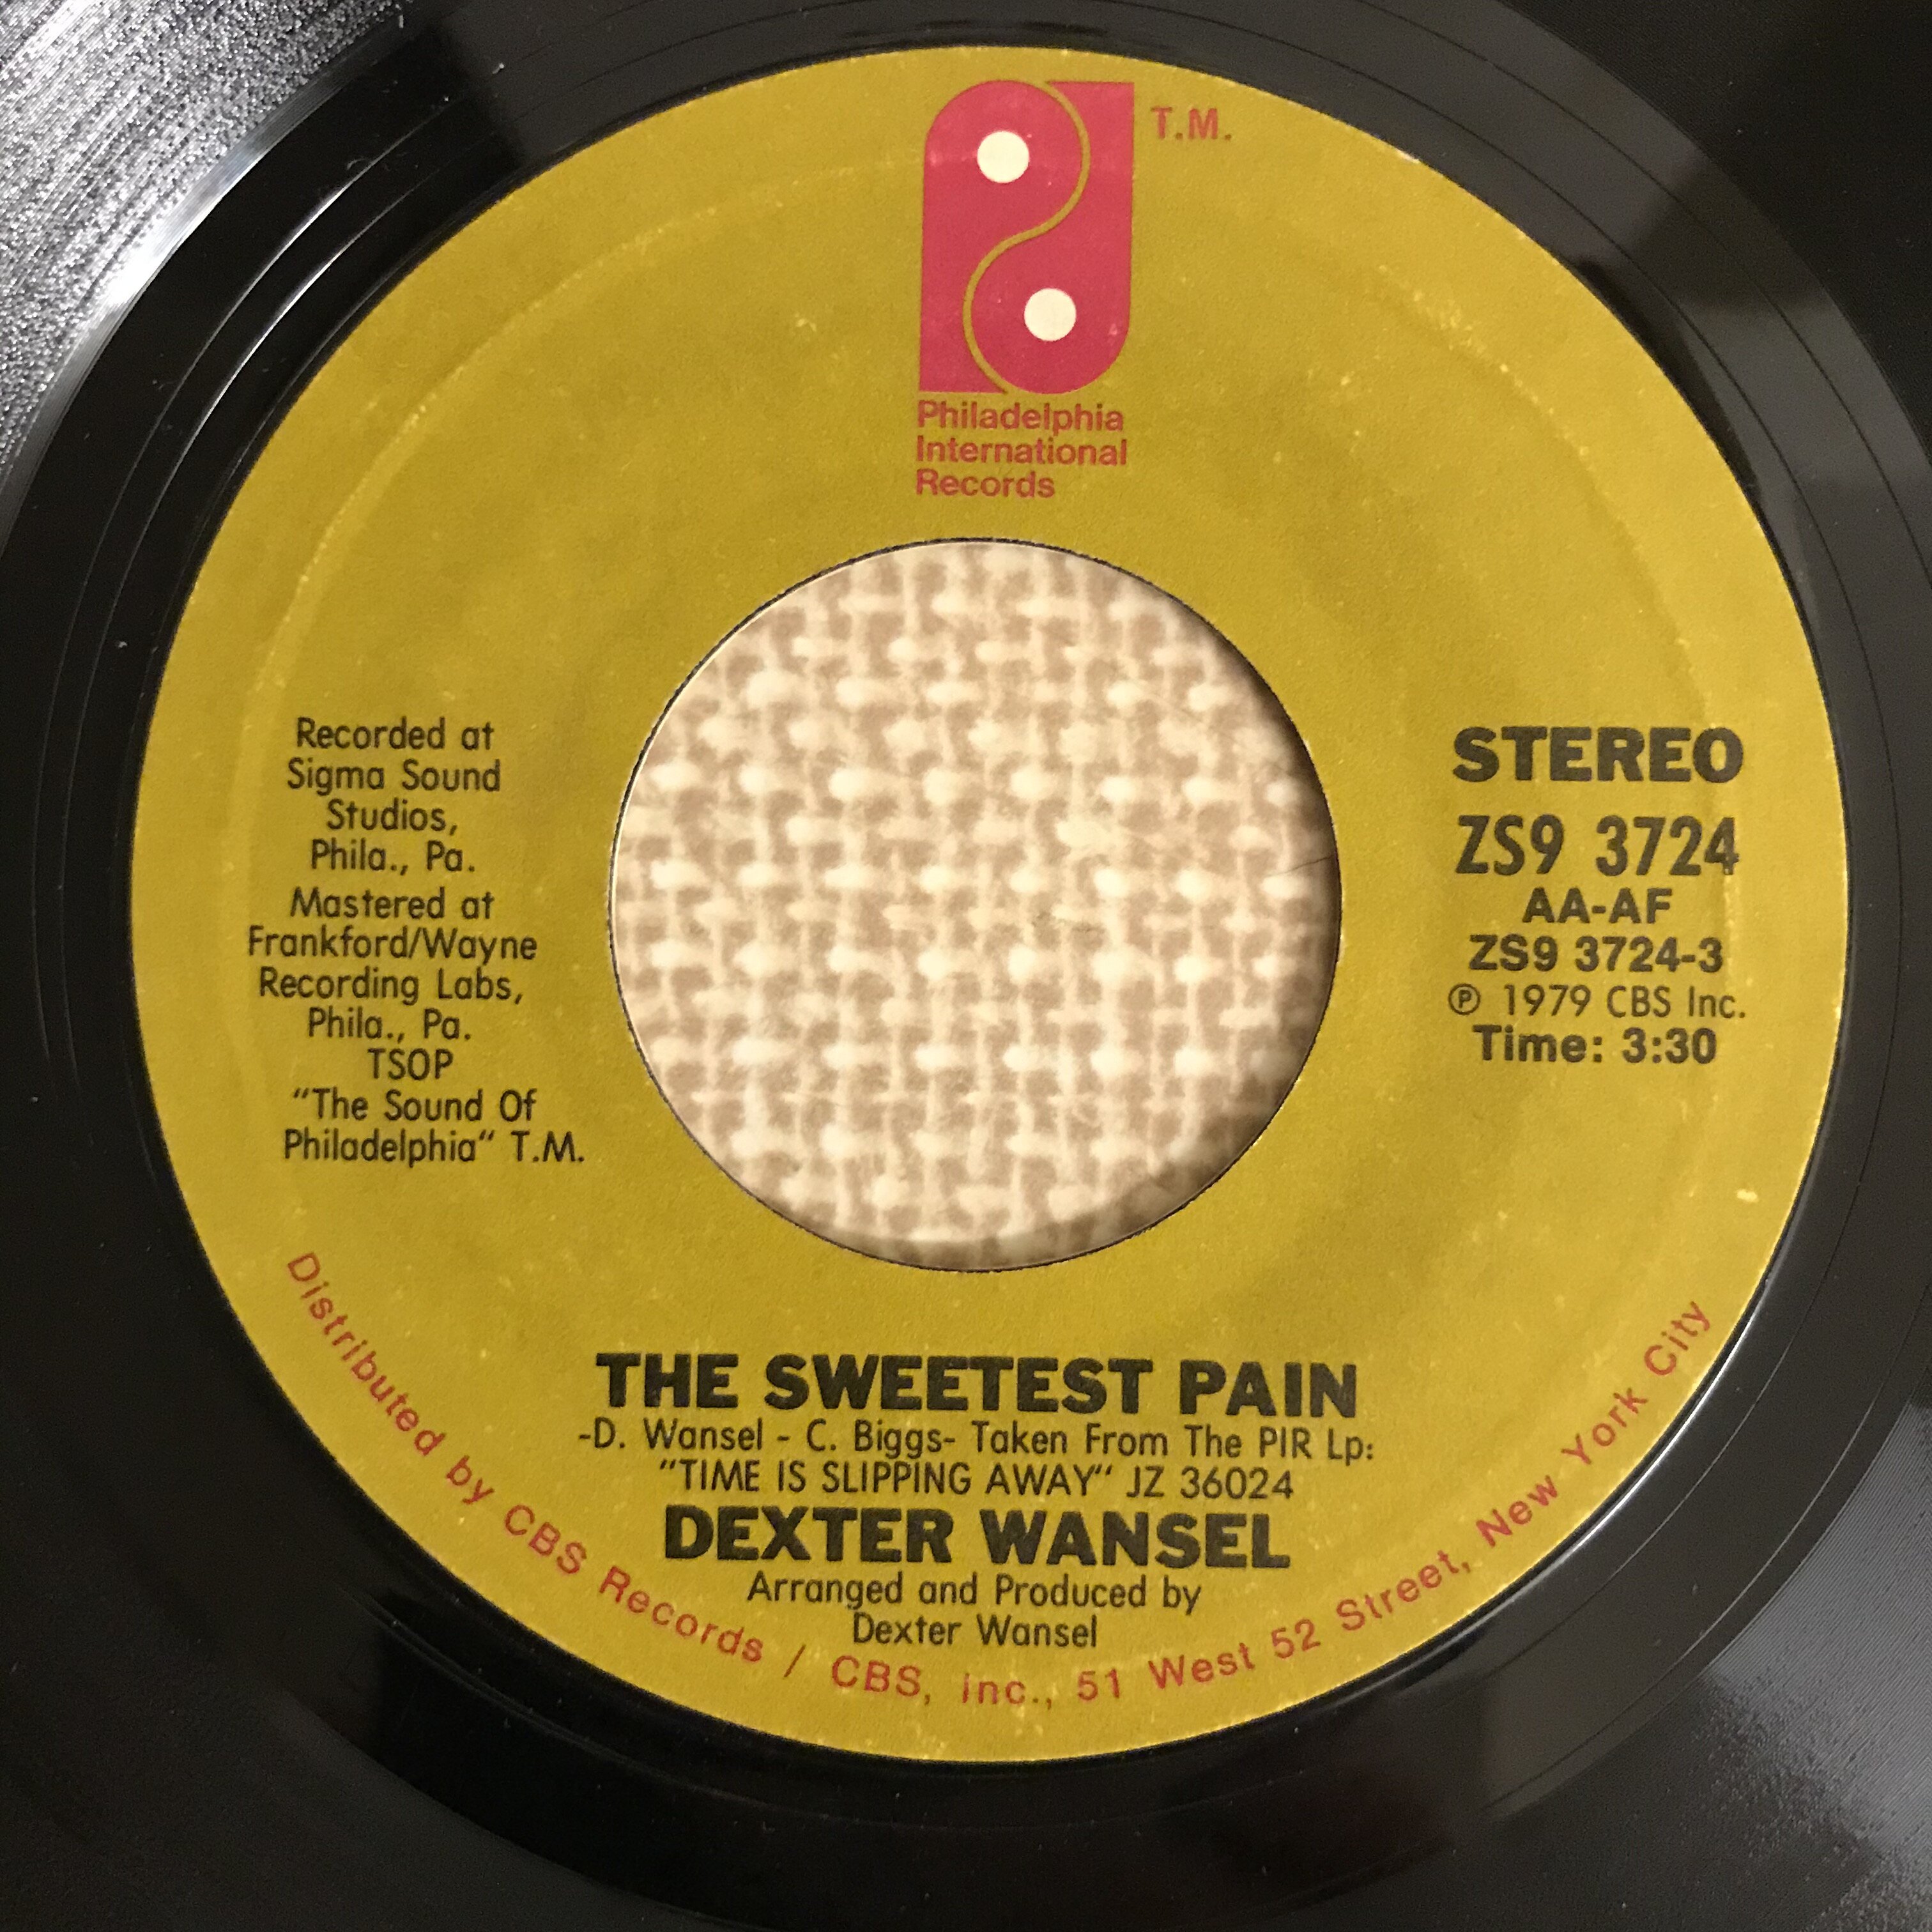 T.M.
Philadelphia
International
Records
Recorded at
Sigma Sound
Studios,
Phila., Pa.
Mastered at
Frankford/Wayne
Recording Labs,
Phila., Pa.
TSOP
“The Sound Of
Philadelphia“ T.M.
STEREO
ZS9 3724
AA-AF
ZS9 3724-3
℗ 1979 CBS Inc.
Time: 3:30
THE SWEETEST PAIN
-D. Wansel - C. Biggs- Taken From The PIR Lp:
“TIME IS SLIPPING AWAY“ JZ 36024
DEXTER WANSEL
Arranged and Produced by
Dexter Wansel
Distributed by CBS Records / CBS, Inc., 51 West 52 Street, New York City